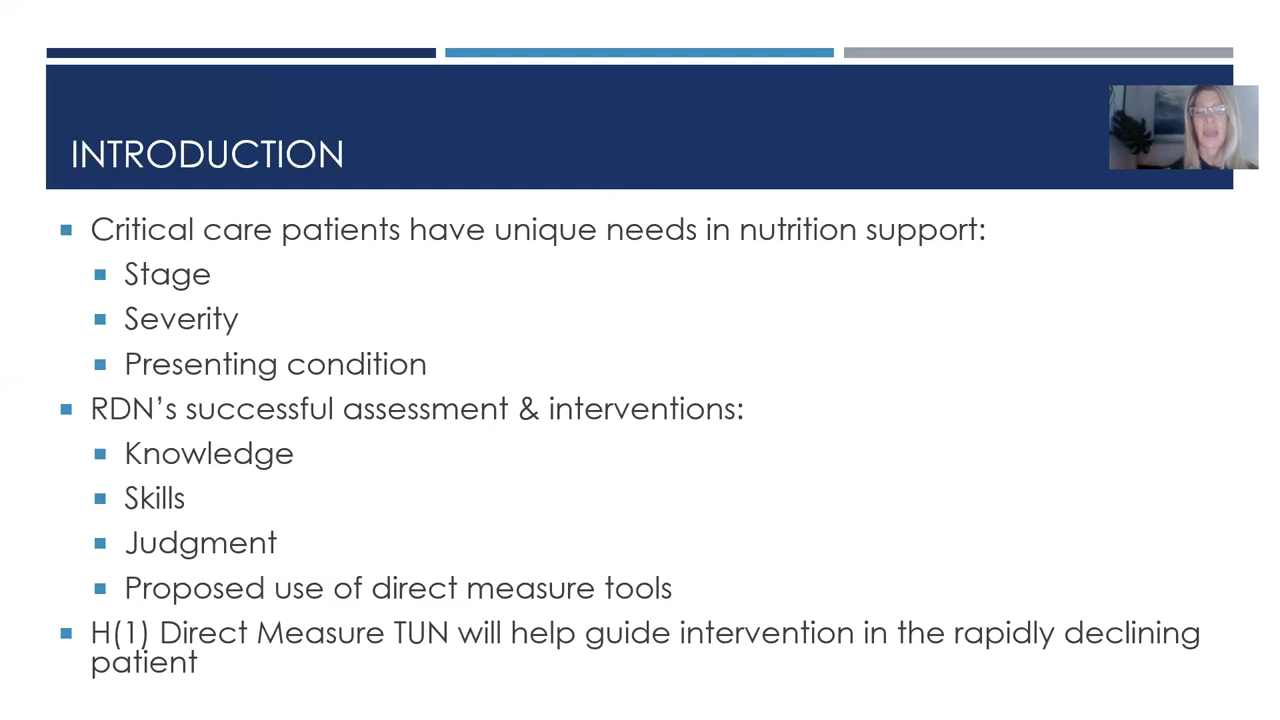 INTRODUCTION
Critical care patients have unique needs in nutrition support:
Stage
Severity
Presenting condition
RDN’s successful assessment & interventions:
Knowledge
Skills
Judgment
Proposed use of direct measure tools
H(1) Direct Measure TUN will help guide intervention in the rapidly declining
patient